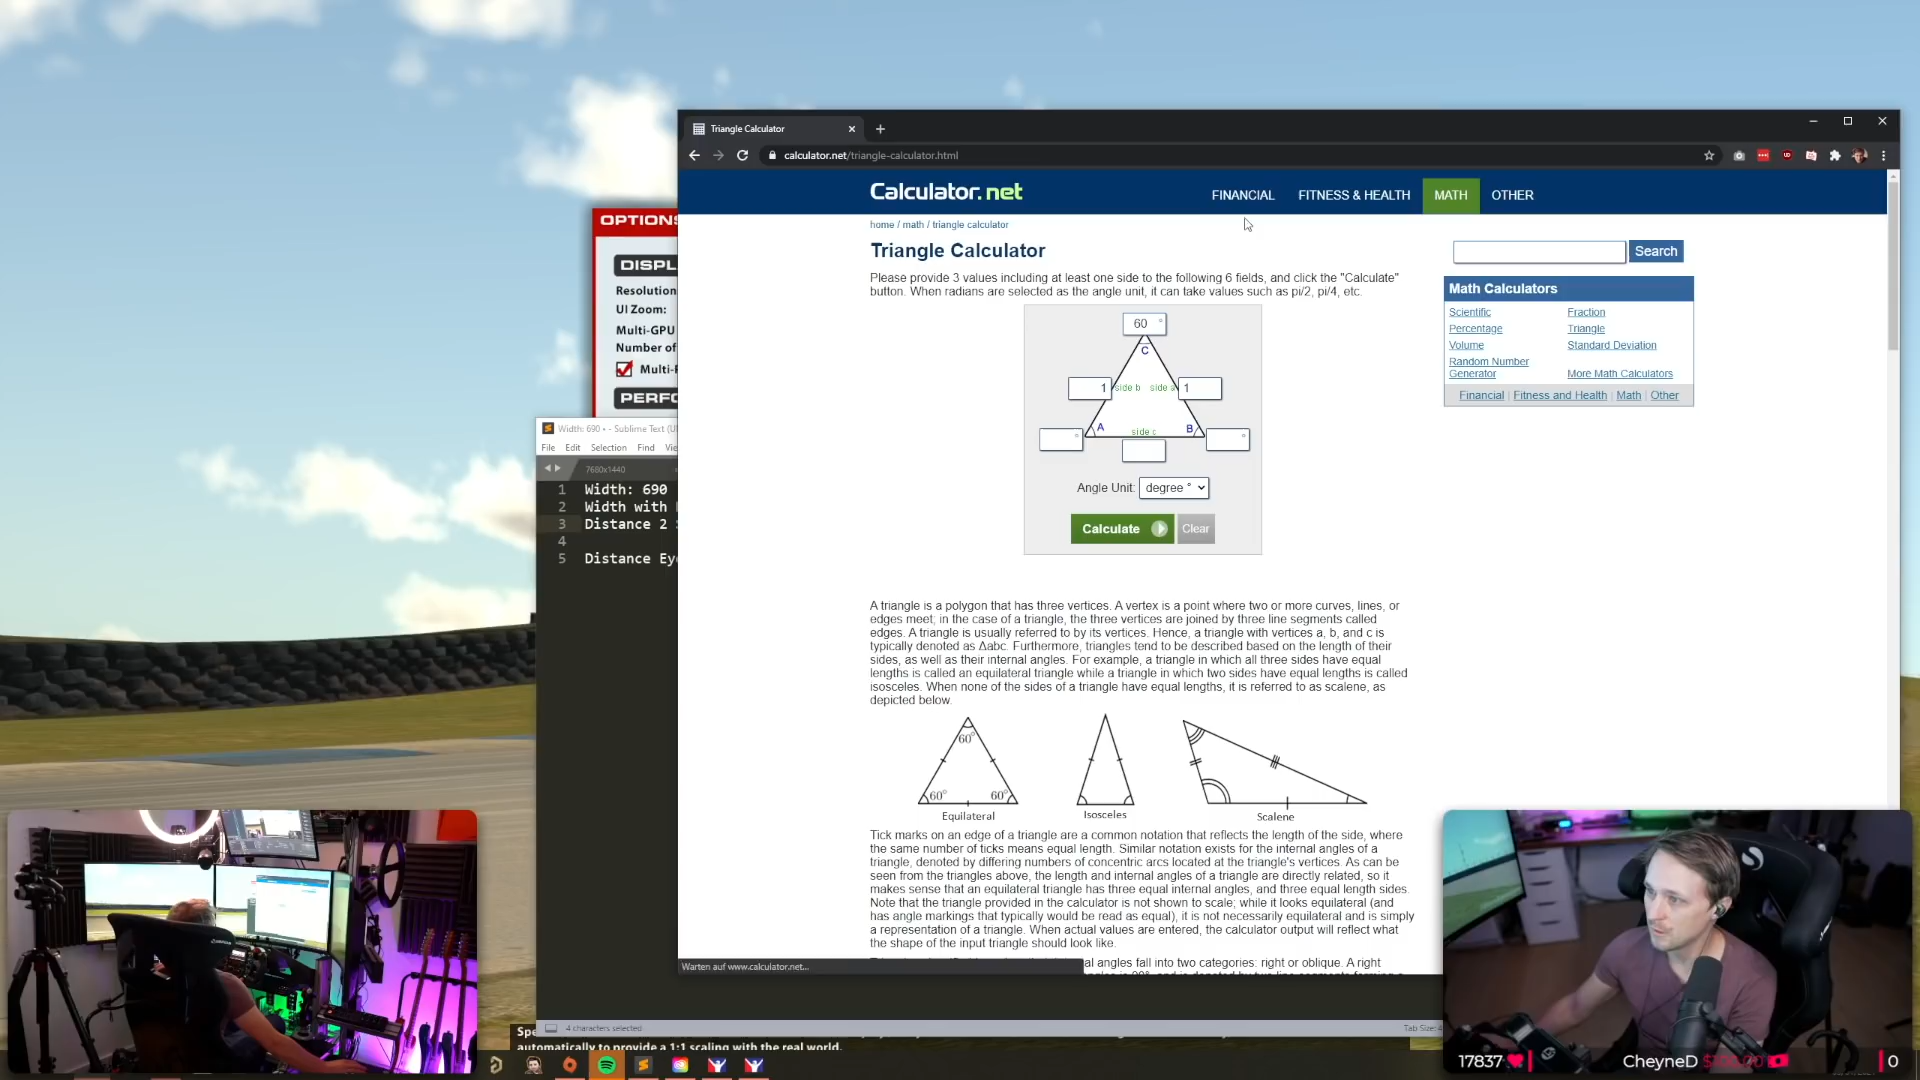 Triangle Calculator
calculator.net/triangle-calculator.html
Calculator.net
FINANCIAL
FITNESS & HEALTH
MATH
OTHER
home / math / triangle calculator
Triangle Calculator
Search
Please provide 3 values including at least one side to the following 6 fields, and click the "Calculate"
button. When radians are selected as the angle unit, it can take values such as pi/2, pi/4, etc.
60 °
C
1
side b
side a
1
A
B
side c
°
°
Angle Unit: degree °
Calculate
Clear
Math Calculators
Scientific
Fraction
Percentage
Triangle
Volume
Standard Deviation
Random Number
Generator
More Math Calculators
Financial | Fitness and Health | Math | Other
A triangle is a polygon that has three vertices. A vertex is a point where two or more curves, lines, or
edges meet; in the case of a triangle, the three vertices are joined by three line segments called
edges. A triangle is usually referred to by its vertices. Hence, a triangle with vertices a, b, and c is
typically denoted as Δabc. Furthermore, triangles tend to be described based on the length of their
sides, as well as their internal angles. For example, a triangle in which all three sides have equal
lengths is called an equilateral triangle while a triangle in which two sides have equal lengths is called
isosceles. When none of the sides of a triangle have equal lengths, it is referred to as scalene, as
depicted below.
60°
60°
60°
Equilateral
Isosceles
Scalene
Tick marks on an edge of a triangle are a common notation that reflects the length of the side, where
the same number of ticks means equal length. Similar notation exists for the internal angles of a
triangle, denoted by differing numbers of concentric arcs located at the triangle's vertices. As can be
seen from the triangles above, the length and internal angles of a triangle are directly related, so it
makes sense that an equilateral triangle has three equal internal angles, and three equal length sides.
Note that the triangle provided in the calculator is not shown to scale; while it looks equilateral (and
has angle markings that typically would be read as equal), it is not necessarily equilateral and is simply
a representation of a triangle. When actual values are entered, the calculator output will reflect what
the shape of the input triangle should look like.
al angles fall into two categories: right or oblique. A right
Warten auf www.calculator.net...
OPTIONS
DISPL
Resolution
UI Zoom:
Multi-GPU
Number of
Multi-
PERFO
Width: 690 • - Sublime Text (U
File Edit Selection Find Vie
7680x1440
1 Width: 690
2 Width with
3 Distance 2
4
5 Distance Eye
4 characters selected
Tab Size: 4
Spe
automatically to provide a 1:1 scaling with the real world.
17837
CheyneD
0